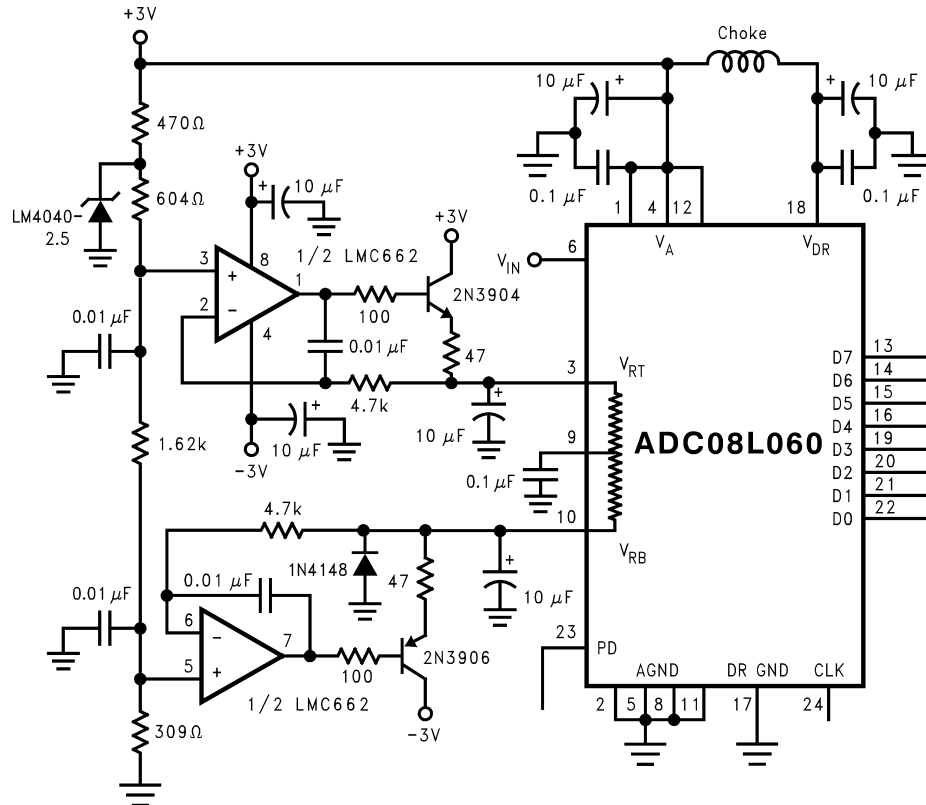 +3V
Choke
10 µF +
+ 10 µF
470Ω
+3V
0.1 µF
0.1 µF
LM4040-
2.5
604Ω
+ 10 µF
+3V
1 4 12
18
V_A
V_DR
1/2 LMC662
V_IN 6
3 +
8
1
2 -
4
100
2N3904
0.01 µF
0.01 µF
47
4.7k
3 V_RT
D7 13
D6 14
D5 15
D4 16
D3 19
D2 20
D1 21
D0 22
+
10 µF
+
10 µF
-3V
1.62k
9
0.1 µF
ADC08L060
4.7k
10
V_RB
1N4148
47
+
10 µF
0.01 µF
0.01 µF
6 -
7
5 +
100
2N3906
23 PD
1/2 LMC662
-3V
AGND
DR GND
CLK
2 5 8 11
17
24
309Ω